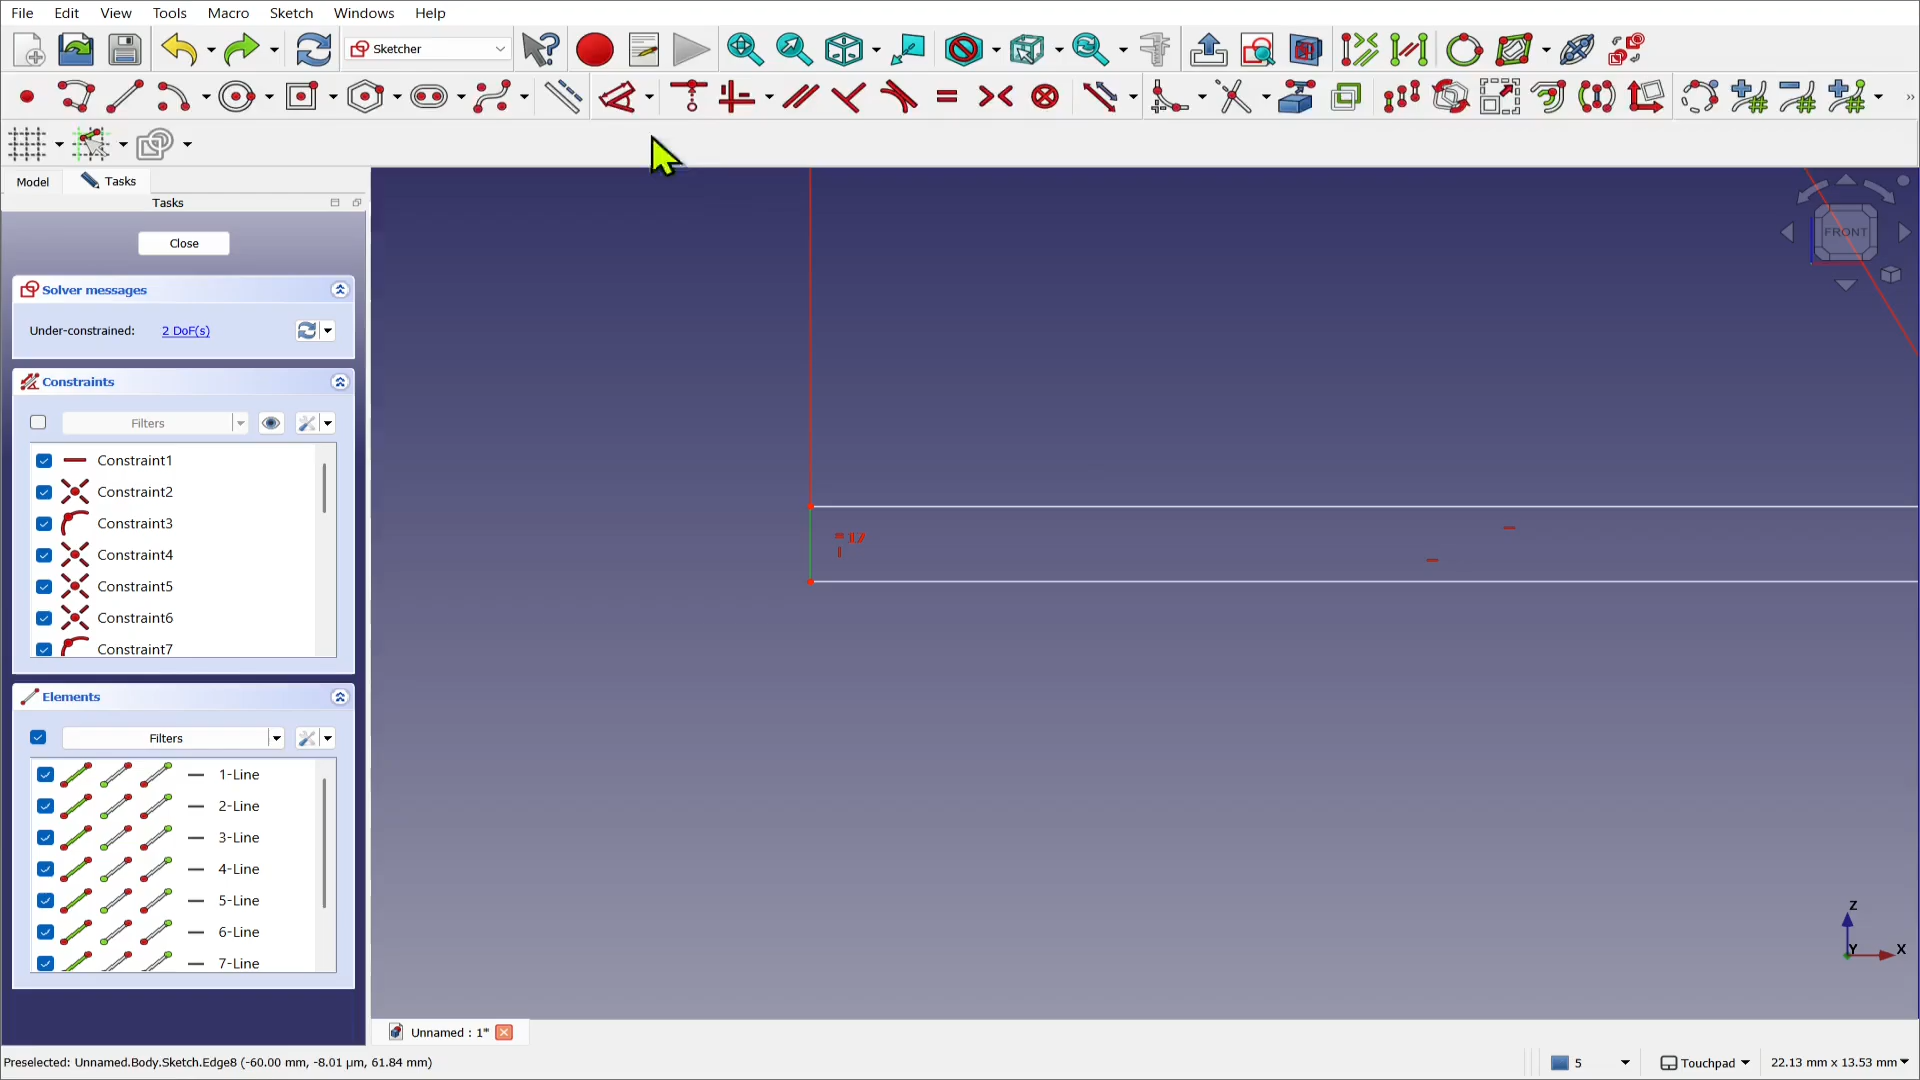 File Edit View Tools Macro Sketch Windows Help
Sketcher
Model Tasks
Tasks
Close
Solver messages
Under-constrained: 2 DoF(s)
Constraints
Filters
Constraint1
Constraint2
Constraint3
Constraint4
Constraint5
Constraint6
Constraint7
Elements
Filters
1-Line
2-Line
3-Line
4-Line
5-Line
6-Line
7-Line
FRONT
Z
Y X
Unnamed : 1*
Preselected: Unnamed.Body.Sketch.Edge8 (-60.00 mm, -8.01 µm, 61.84 mm) 5 Touchpad 22.13 mm x 13.53 mm